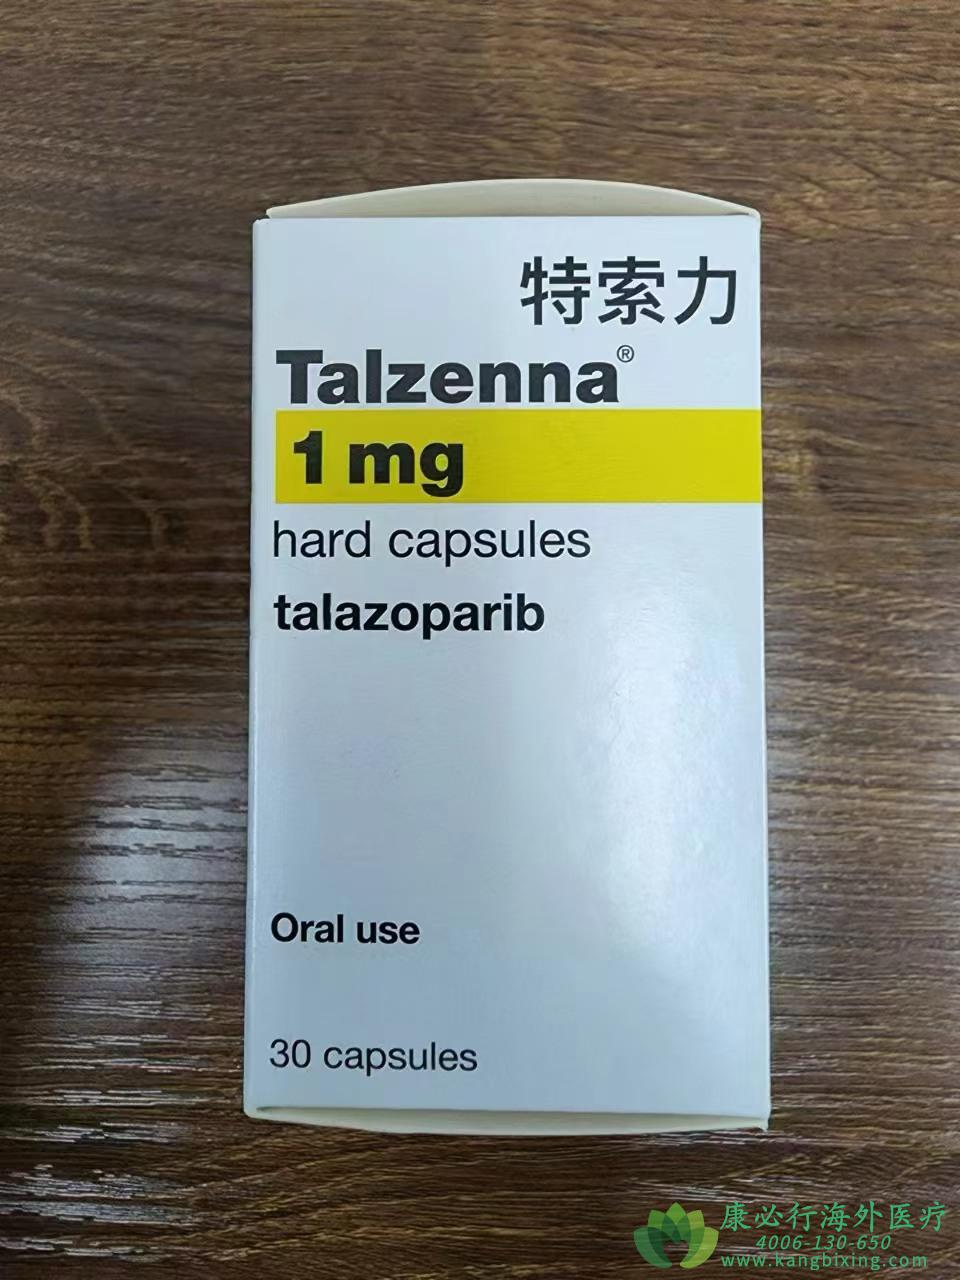 特索力
Talzenna®
1 mg
hard capsules
talazoparib
Oral use
30 capsules
康必行海外医疗
4006-130-650
www.kangbixing.com